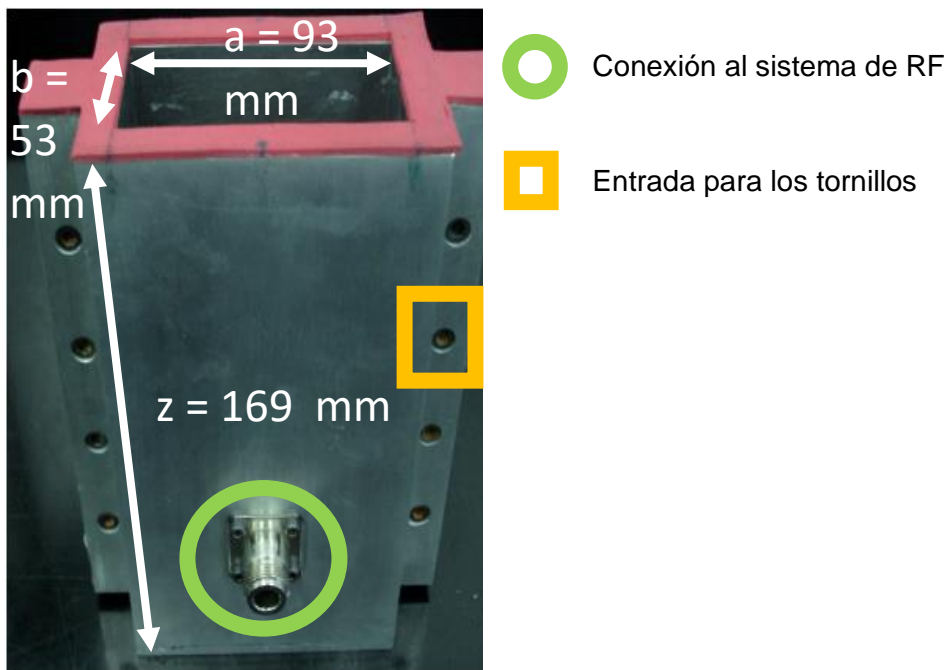 a = 93
mm
b =
53
mm
z = 169 mm
Conexión al sistema de RF
Entrada para los tornillos